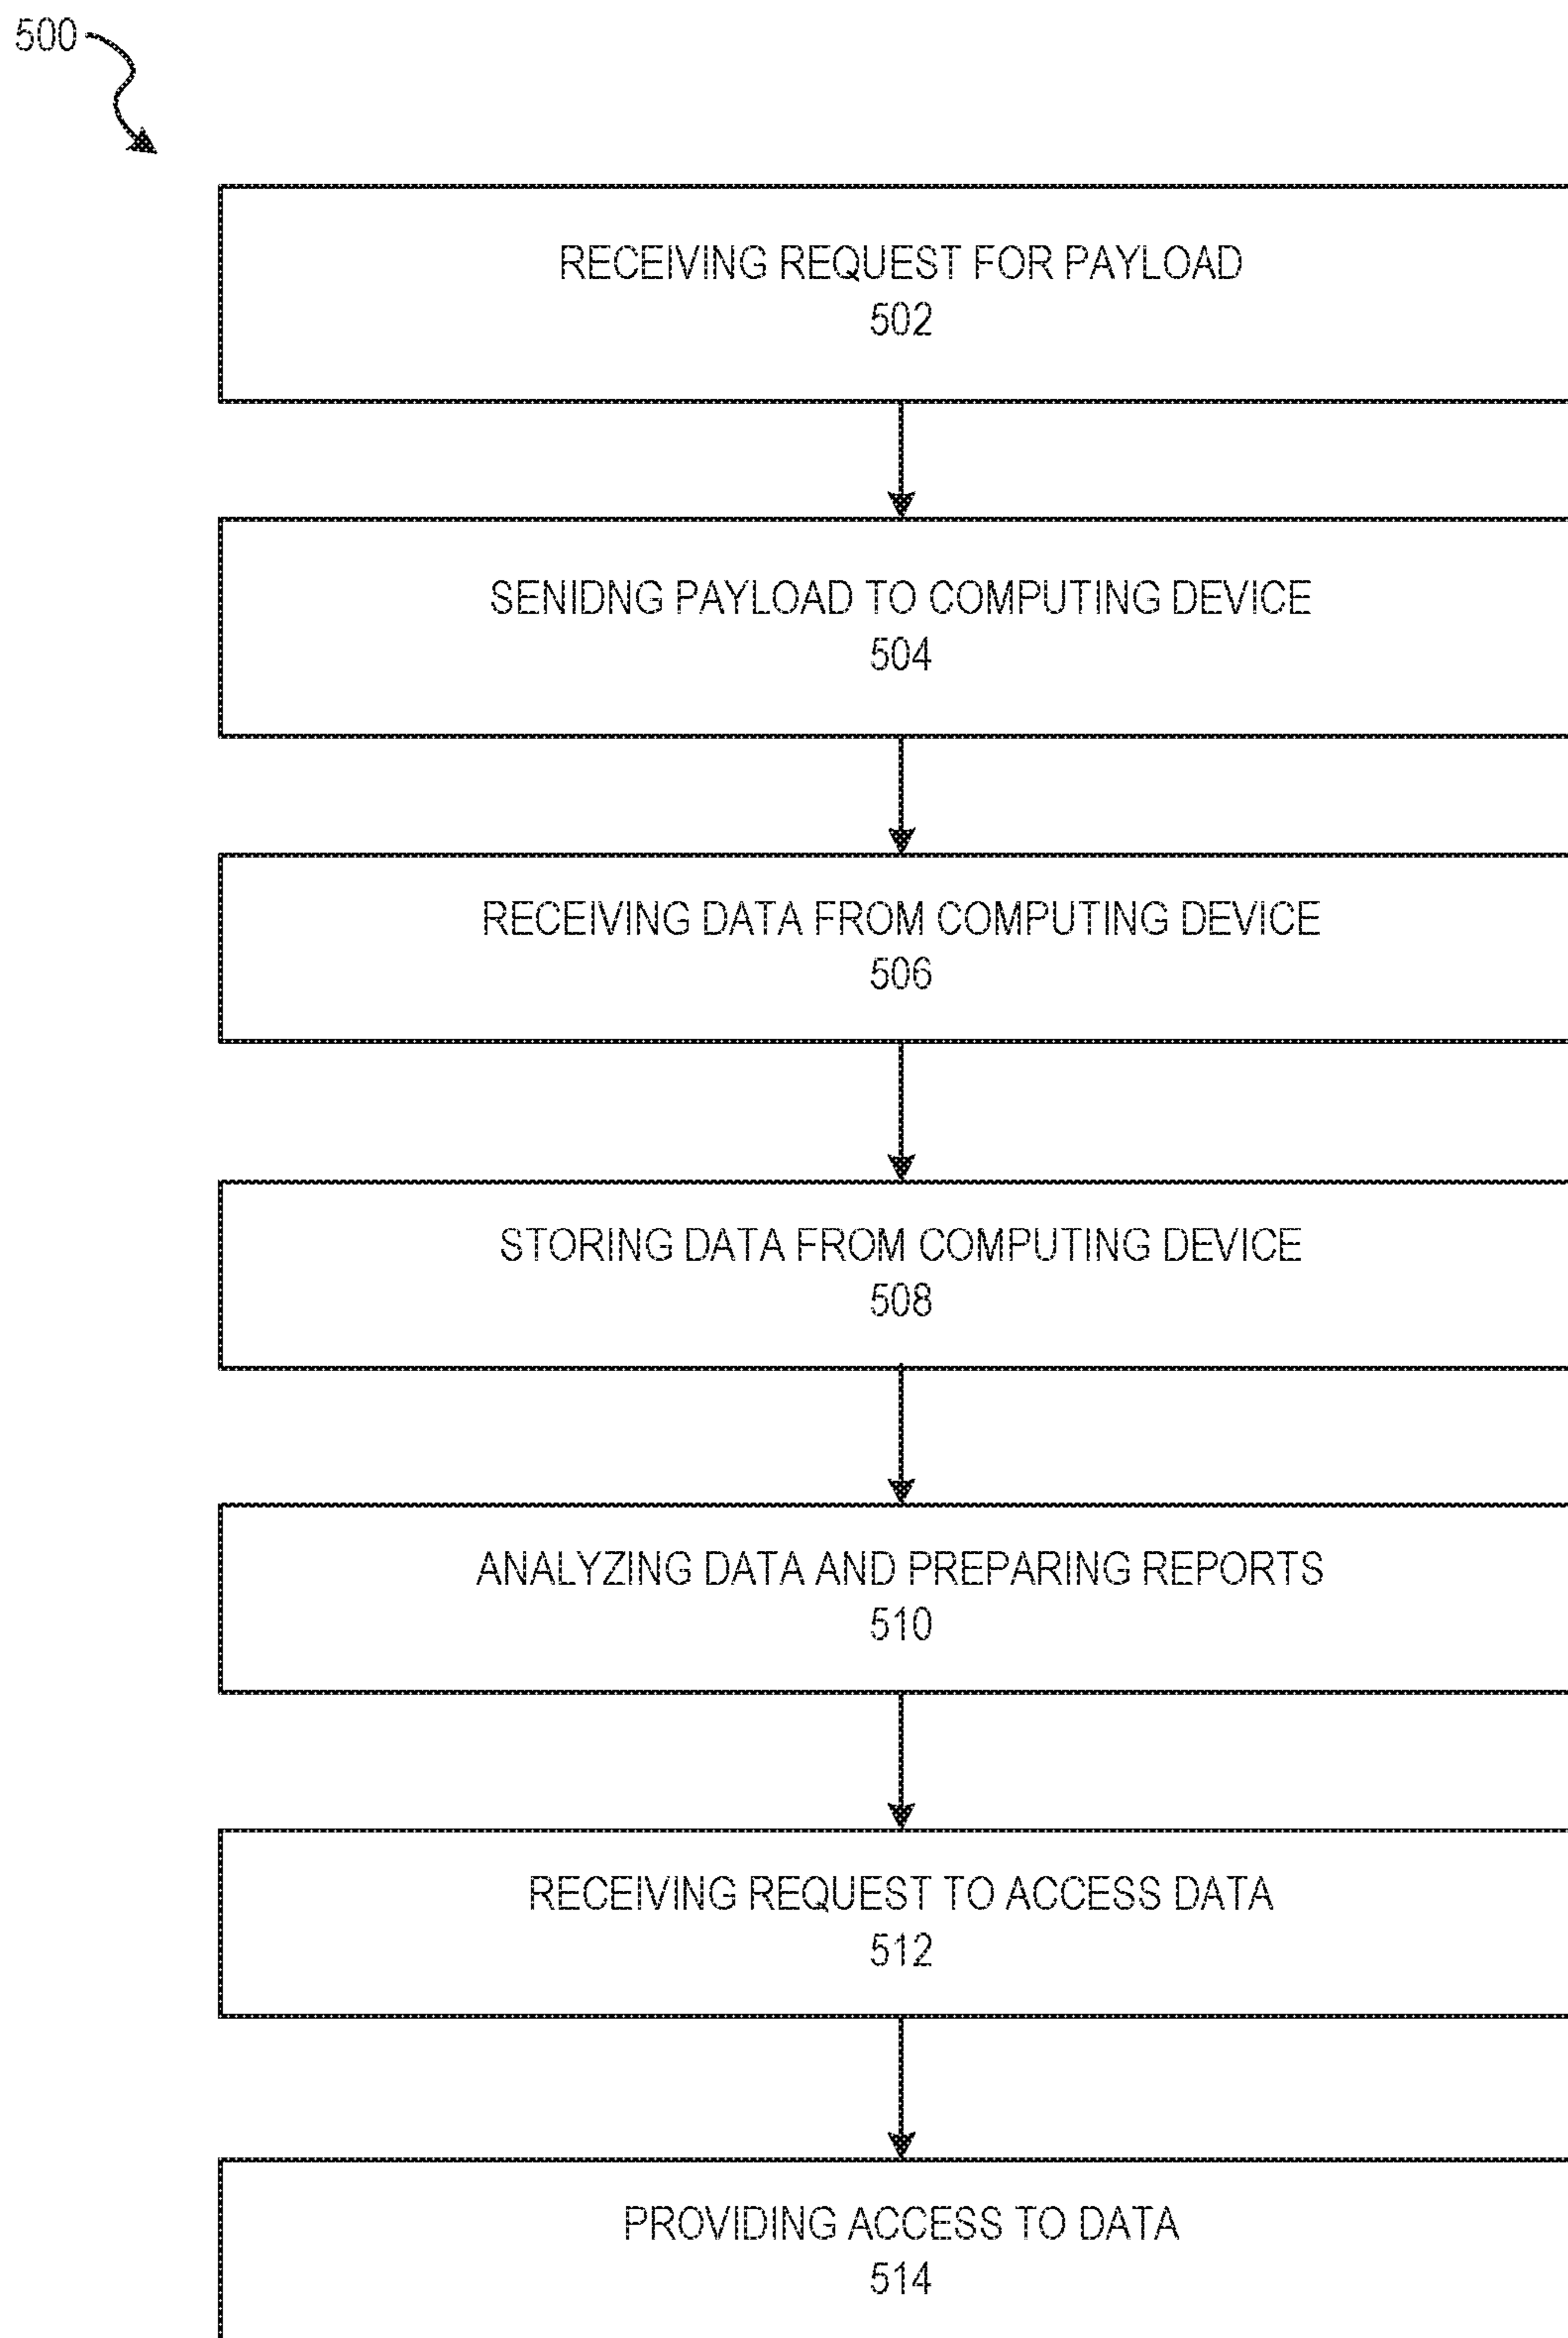 500
RECEIVING REQUEST FOR PAYLOAD
502
SENIDNG PAYLOAD TO COMPUTING DEVICE
504
RECEIVING DATA FROM COMPUTING DEVICE
506
STORING DATA FROM COMPUTING DEVICE
508
ANALYZING DATA AND PREPARING REPORTS
510
RECEIVING REQUEST TO ACCESS DATA
512
PROVIDING ACCESS TO DATA
514